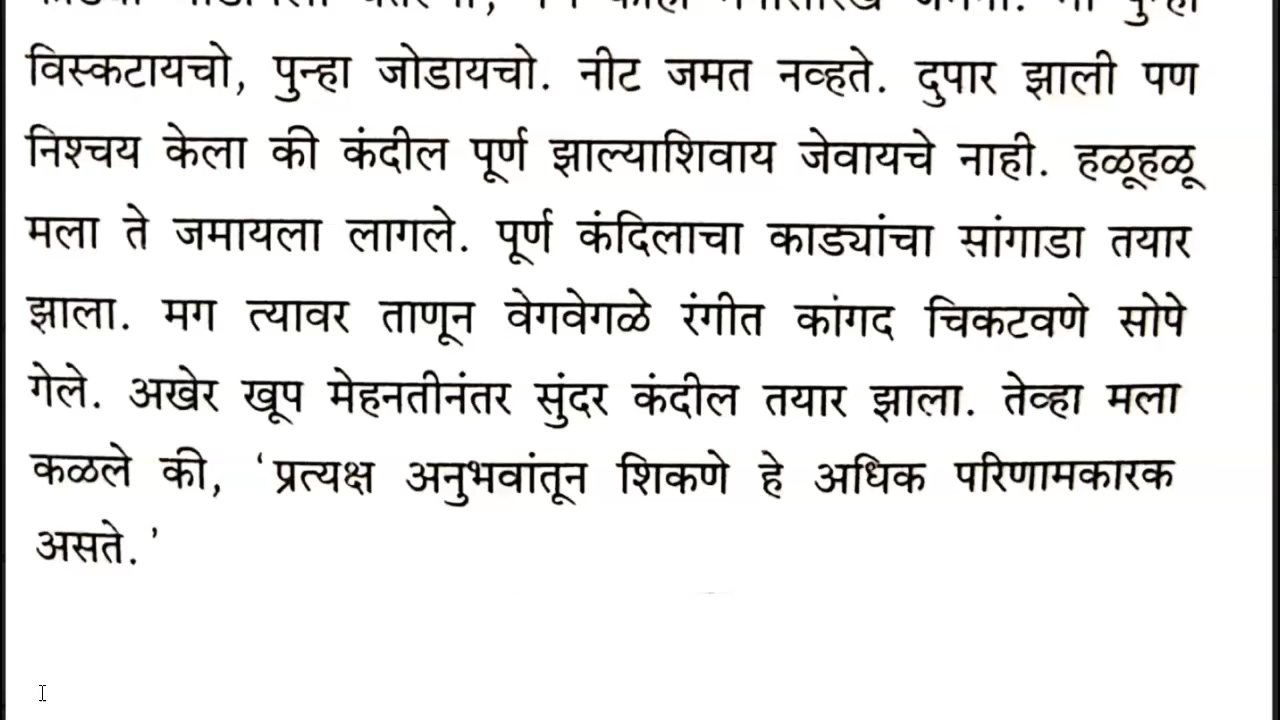 विस्कटायचो, पुन्हा जोडायचो. नीट जमत नव्हते. दुपार झाली पण
निश्चय केला की कंदील पूर्ण झाल्याशिवाय जेवायचे नाही. हळूहळू
मला ते जमायला लागले. पूर्ण कंदिलाचा काड्यांचा सांगाडा तयार
झाला. मग त्यावर ताणून वेगवेगळे रंगीत कांगद चिकटवणे सोपे
गेले. अखेर खूप मेहनतीनंतर सुंदर कंदील तयार झाला. तेव्हा मला
कळले की, ‘प्रत्यक्ष अनुभवांतून शिकणे हे अधिक परिणामकारक
असते.’